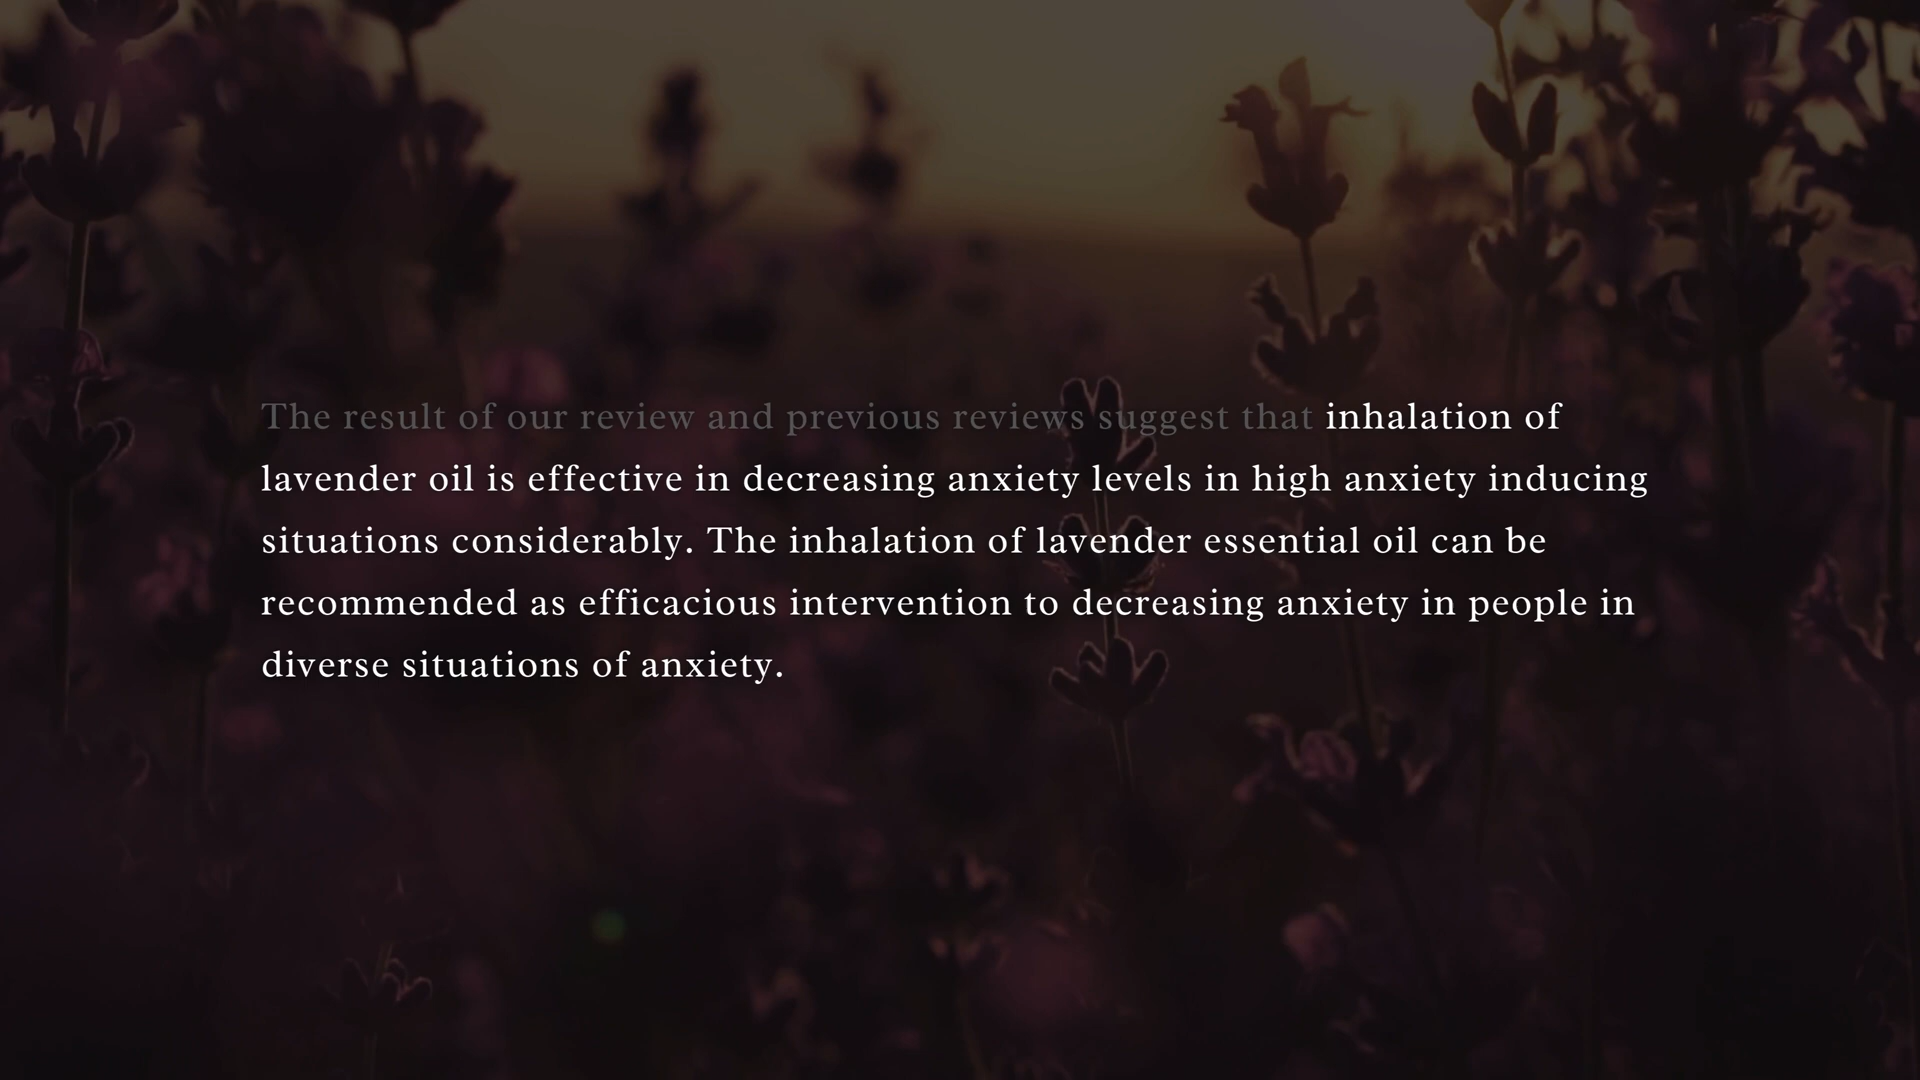 The result of our review and previous reviews suggest that inhalation of
lavender oil is effective in decreasing anxiety levels in high anxiety inducing
situations considerably. The inhalation of lavender essential oil can be
recommended as efficacious intervention to decreasing anxiety in people in
diverse situations of anxiety.